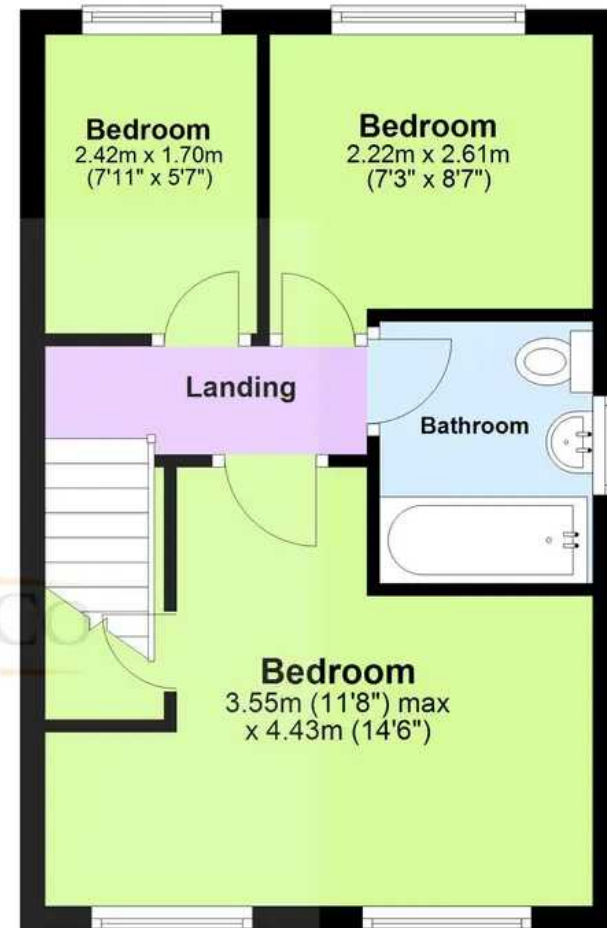 Bedroom
2.42m x 1.70m
(7'11" x 5'7")
Bedroom
2.22m x 2.61m
(7'3" x 8'7")
Landing
Bathroom
CO
Bedroom
3.55m (11'8") max
x 4.43m (14'6")